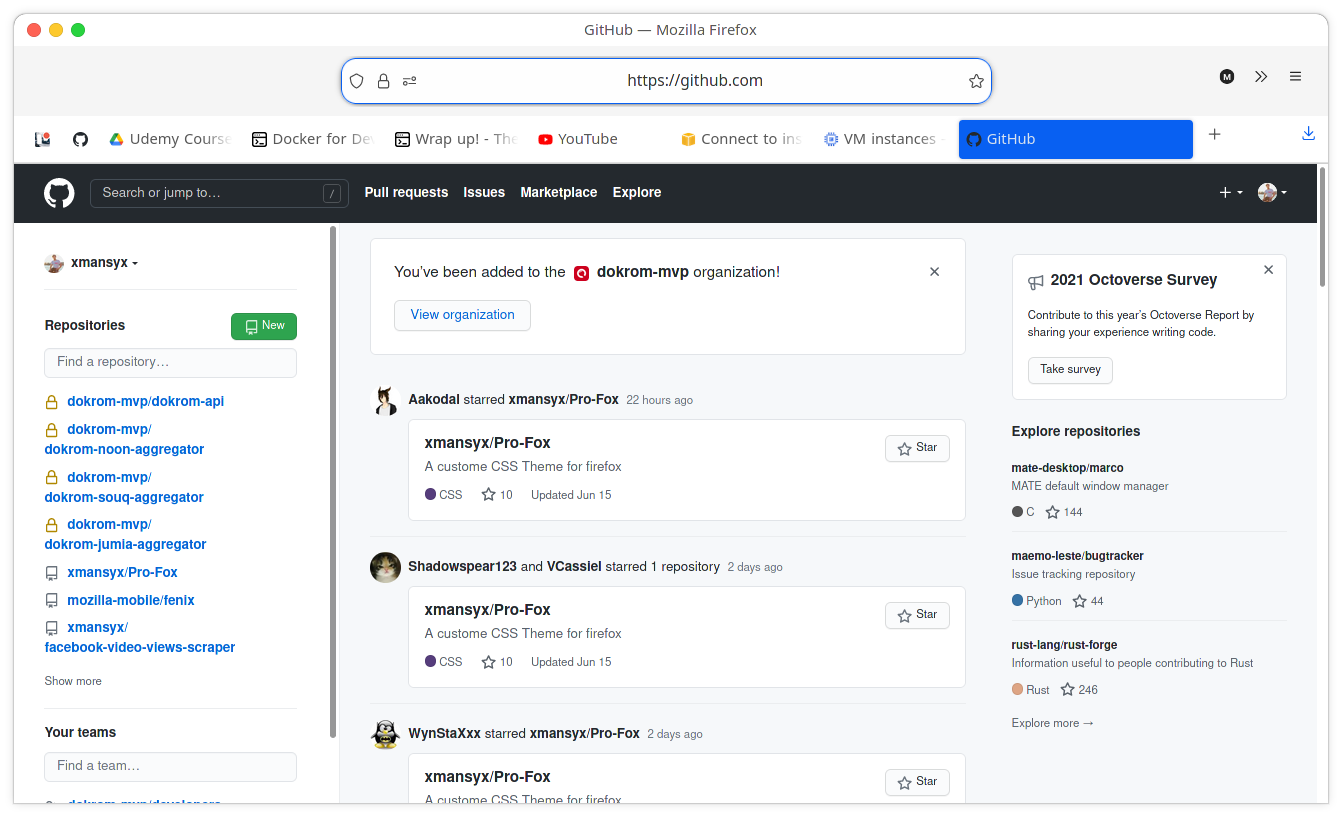 GitHub — Mozilla Firefox
https://github.com
M
Udemy Course
Docker for Dev
Wrap up! - The
YouTube
Connect to ins
VM instances -
GitHub
Search or jump to…
/
Pull requests
Issues
Marketplace
Explore
xmansyx
Repositories
New
Find a repository…
dokrom-mvp/dokrom-api
dokrom-mvp/
dokrom-noon-aggregator
dokrom-mvp/
dokrom-souq-aggregator
dokrom-mvp/
dokrom-jumia-aggregator
xmansyx/Pro-Fox
mozilla-mobile/fenix
xmansyx/
facebook-video-views-scraper
Show more
Your teams
Find a team…
You've been added to the dokrom-mvp organization!
View organization
Aakodal starred xmansyx/Pro-Fox 22 hours ago
xmansyx/Pro-Fox
Star
A custome CSS Theme for firefox
CSS 10 Updated Jun 15
Shadowspear123 and VCassiel starred 1 repository 2 days ago
xmansyx/Pro-Fox
Star
A custome CSS Theme for firefox
CSS 10 Updated Jun 15
WynStaXxx starred xmansyx/Pro-Fox 2 days ago
xmansyx/Pro-Fox
Star
A custome CSS Theme for firefox
2021 Octoverse Survey
Contribute to this year's Octoverse Report by
sharing your experience writing code.
Take survey
Explore repositories
mate-desktop/marco
MATE default window manager
C 144
maemo-leste/bugtracker
Issue tracking repository
Python 44
rust-lang/rust-forge
Information useful to people contributing to Rust
Rust 246
Explore more →